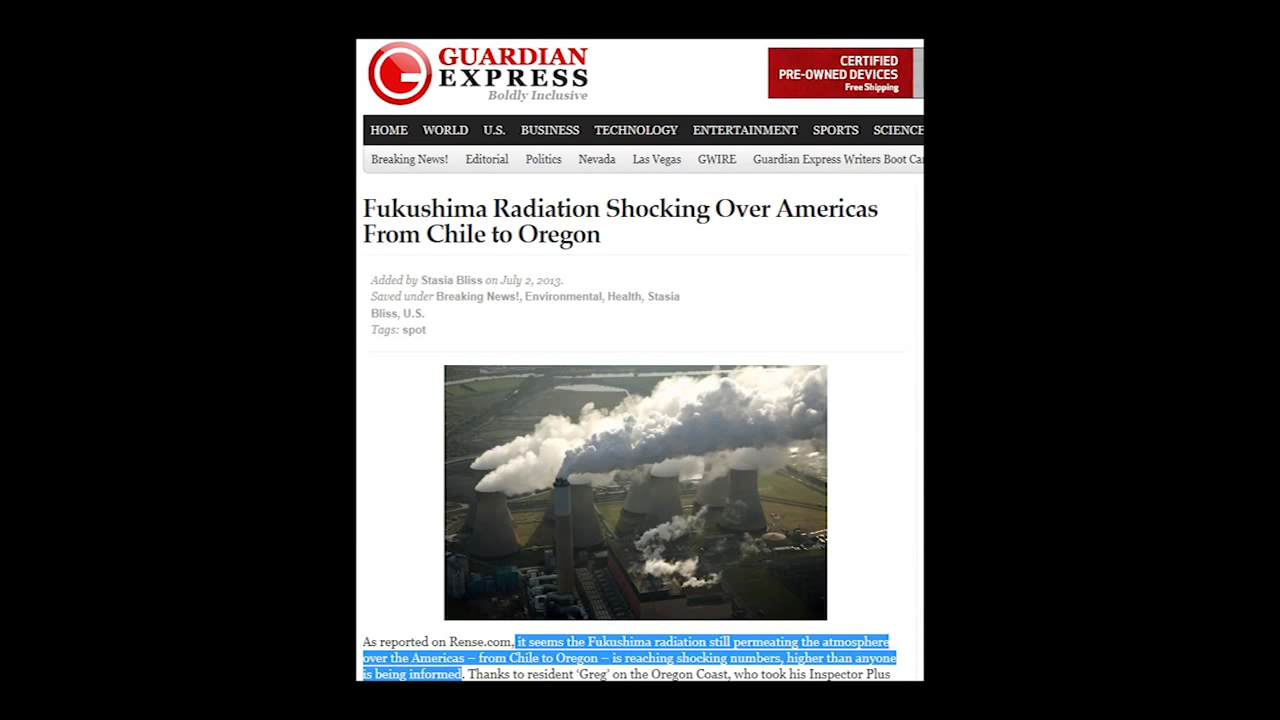 GUARDIAN
EXPRESS
Boldly Inclusive
CERTIFIED
PRE-OWNED DEVICES
Free Shipping
HOME WORLD U.S. BUSINESS TECHNOLOGY ENTERTAINMENT SPORTS SCIENCE
Breaking News! Editorial Politics Nevada Las Vegas GWIRE Guardian Express Writers Boot Ca
Fukushima Radiation Shocking Over Americas
From Chile to Oregon
Added by Stasia Bliss on July 2, 2013.
Saved under Breaking News!, Environmental, Health, Stasia
Bliss, U.S.
Tags: spot
As reported on Rense.com, it seems the Fukushima radiation still permeating the atmosphere
over the Americas – from Chile to Oregon – is reaching shocking numbers, higher than anyone
is being informed. Thanks to resident ‘Greg’ on the Oregon Coast, who took his Inspector Plus